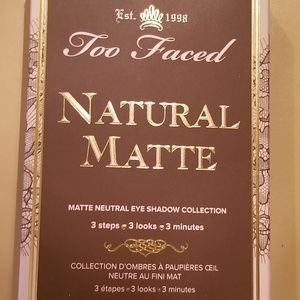 Est. 1998
Too Faced
NATURAL
MATTE
MATTE NEUTRAL EYE SHADOW COLLECTION
3 steps 3 looks 3 minutes
COLLECTION D'OMBRES À PAUPIÈRES ŒIL
NEUTRE AU FINI MAT
3 étapes 3 looks 3 minutes